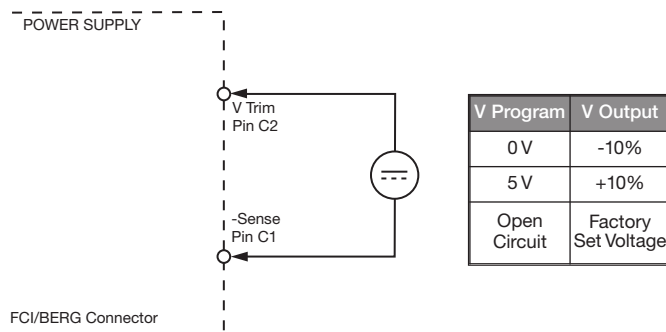 POWER SUPPLY
V Trim
Pin C2
-Sense
Pin C1
FCI/BERG Connector
V Program V Output
0 V -10%
5 V +10%
Open Circuit Factory Set Voltage